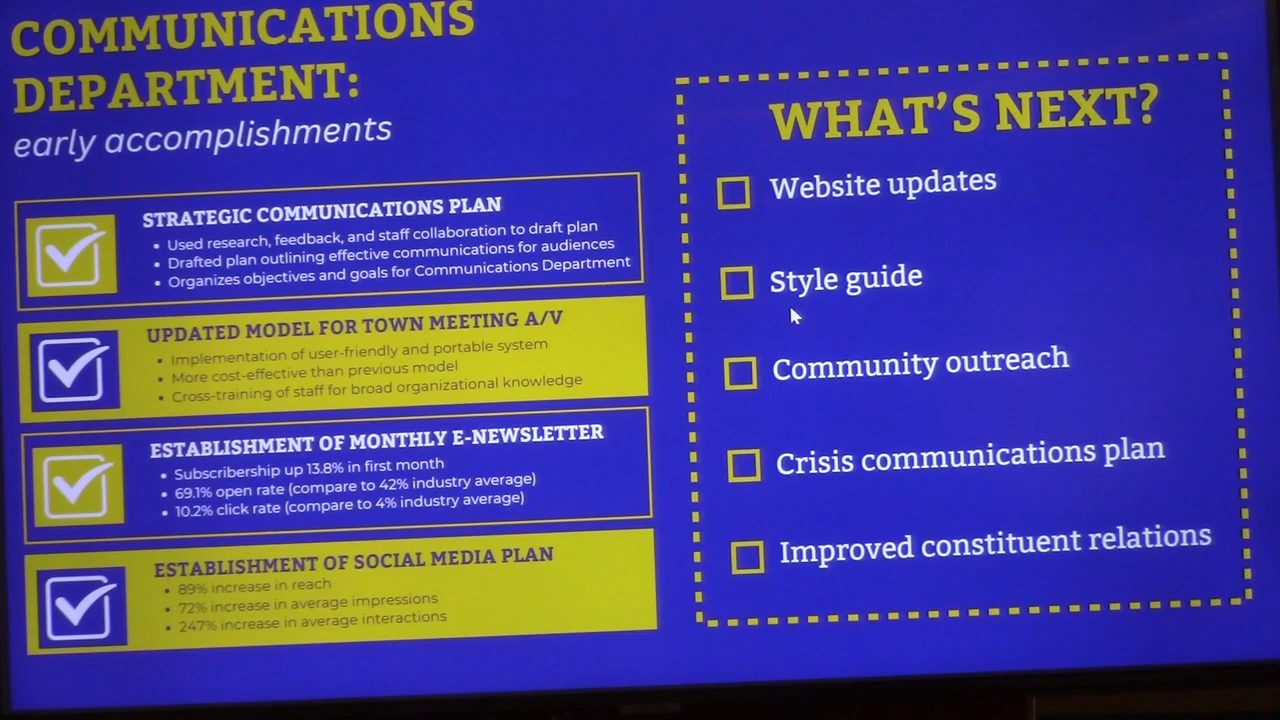 COMMUNICATIONS
DEPARTMENT:
early accomplishments
STRATEGIC COMMUNICATIONS PLAN
• Used research, feedback, and staff collaboration to draft plan
• Drafted plan outlining effective communications for audiences
• Organizes objectives and goals for Communications Department
UPDATED MODEL FOR TOWN MEETING A/V
• Implementation of user-friendly and portable system
• More cost-effective than previous model
• Cross-training of staff for broad organizational knowledge
ESTABLISHMENT OF MONTHLY E-NEWSLETTER
• Subscribership up 13.8% in first month
• 69.1% open rate (compare to 42% industry average)
• 10.2% click rate (compare to 4% industry average)
ESTABLISHMENT OF SOCIAL MEDIA PLAN
• 89% increase in reach
• 72% increase in average impressions
• 247% increase in average interactions
WHAT'S NEXT?
Website updates
Style guide
Community outreach
Crisis communications plan
Improved constituent relations